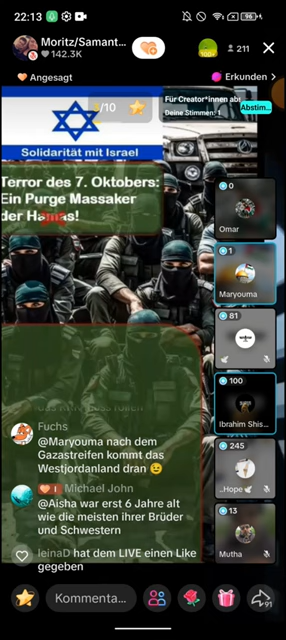 22:13
96
Moritz/Samant...
142.3K
211
Angesagt
Erkunden >
/10
Für Creator*innen ab
Deine Stimmen: 1
Abstim...
Solidarität mit Israel
Terror des 7. Oktobers:
Ein Purge Massaker
der Hamas!
0
Omar
1
Maryouma
81
100
Ibrahim Shis...
245
..Hope
13
Mutha
Fuchs
@Maryouma nach dem
Gazastreifen kommt das
Westjordanland dran 😉
1 Michael John
@Aisha war erst 6 Jahre alt
wie die meisten ihrer Brüder
und Schwestern
leinaD hat dem LIVE einen Like
gegeben
Kommenta...
91